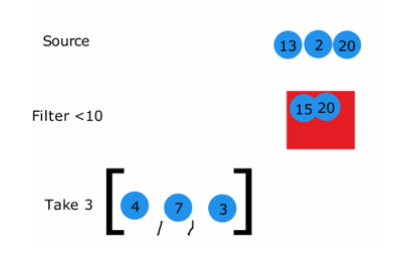 Source 13 2 20
Filter <10 15 20
Take 3 [ 4 , 7 , 3 ]